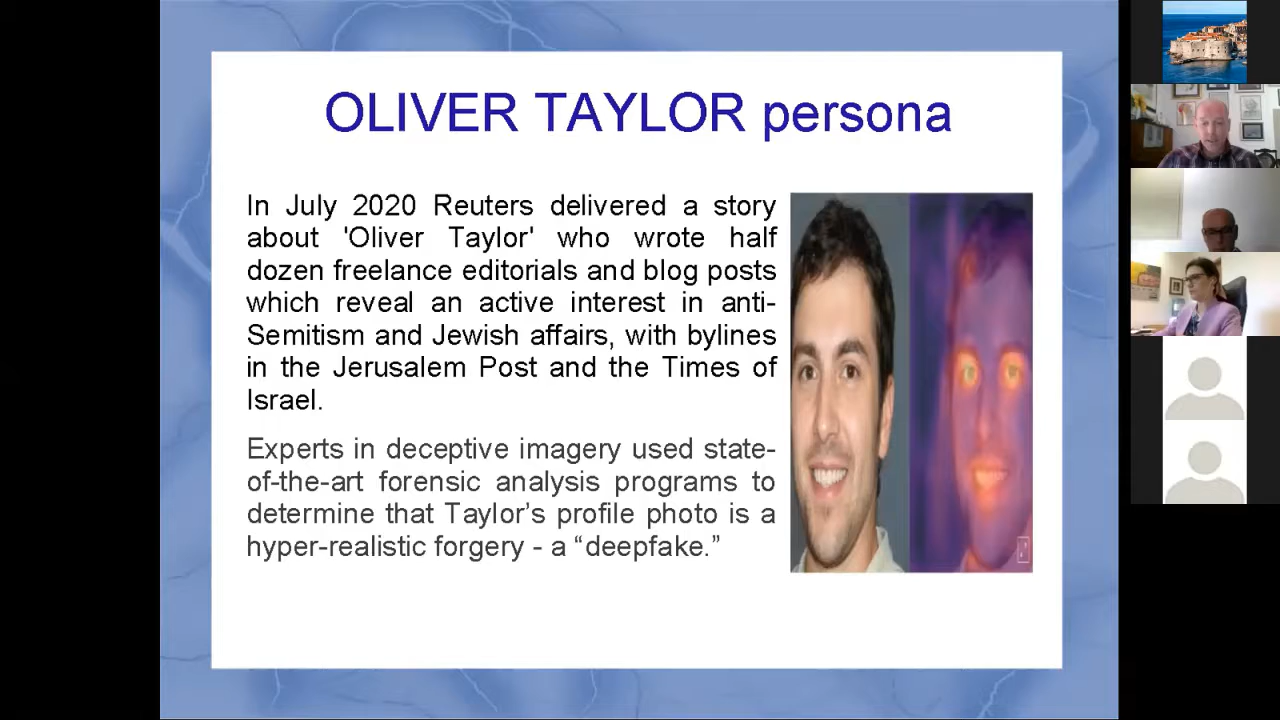 OLIVER TAYLOR persona
In July 2020 Reuters delivered a story
about 'Oliver Taylor' who wrote half
dozen freelance editorials and blog posts
which reveal an active interest in anti-
Semitism and Jewish affairs, with bylines
in the Jerusalem Post and the Times of
Israel.
Experts in deceptive imagery used state-
of-the-art forensic analysis programs to
determine that Taylor’s profile photo is a
hyper-realistic forgery - a “deepfake.”